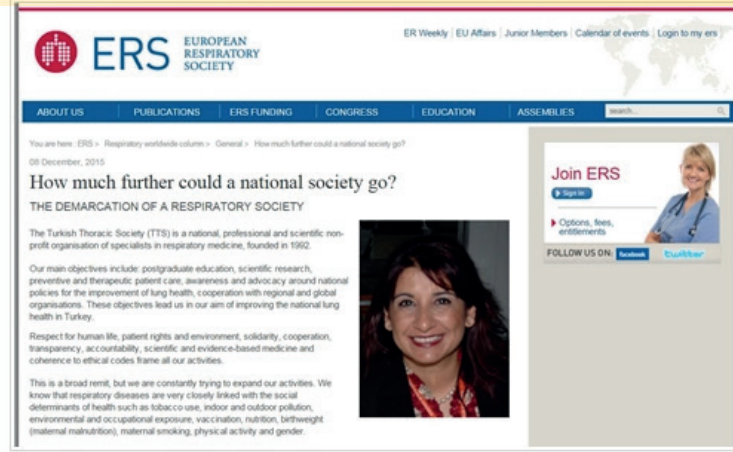 ERS EUROPEAN
RESPIRATORY
SOCIETY
ER Weekly | EU Affairs | Junior Members | Calendar of events | Login to my ers
ABOUT US
PUBLICATIONS
ERS FUNDING
CONGRESS
EDUCATION
ASSEMBLIES
search...
You are here : ERS > Respiratory worldwide column > General > How much further could a national society go?
08 December, 2015
How much further could a national society go?
THE DEMARCATION OF A RESPIRATORY SOCIETY
The Turkish Thoracic Society (TTS) is a national, professional and scientific non-
profit organisation of specialists in respiratory medicine, founded in 1992.
Our main objectives include: postgraduate education, scientific research,
preventive and therapeutic patient care, awareness and advocacy around national
policies for the improvement of lung health, cooperation with regional and global
organisations. These objectives lead us in our aim of improving the national lung
health in Turkey.
Respect for human life, patient rights and environment, solidarity, cooperation,
transparency, accountability, scientific and evidence-based medicine and
coherence to ethical codes frame all our activities.
This is a broad remit, but we are constantly trying to expand our activities. We
know that respiratory diseases are very closely linked with the social
determinants of health such as tobacco use, indoor and outdoor pollution,
environmental and occupational exposure, vaccination, nutrition, birthweight
(maternal malnutrition), maternal smoking, physical activity and gender.
Join ERS
Sign in
Options, fees,
entitlements
FOLLOW US ON: facebook twitter